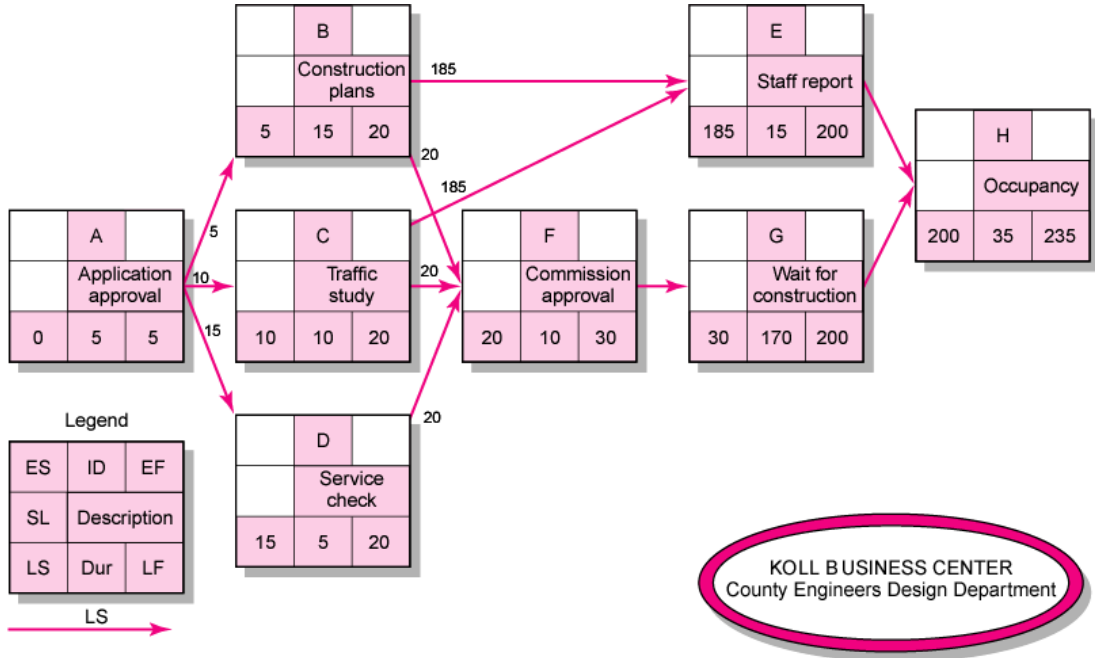 B
Construction
plans
5 15 20
185
E
Staff report
185 15 200
H
Occupancy
200 35 235
20
185
5
10
15
A
Application
approval
0 5 5
C
Traffic
study
10 10 20
20
F
Commission
approval
20 10 30
G
Wait for
construction
30 170 200
20
D
Service
check
15 5 20
Legend
ES ID EF
SL Description
LS Dur LF
LS
KOLL BUSINESS CENTER
County Engineers Design Department